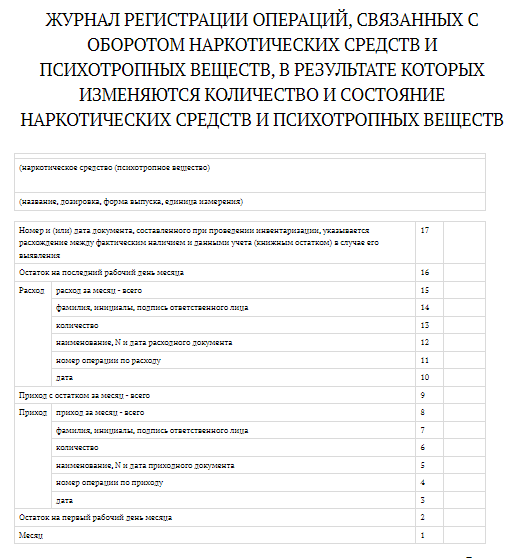 ЖУРНАЛ РЕГИСТРАЦИИ ОПЕРАЦИЙ, СВЯЗАННЫХ С
ОБОРОТОМ НАРКОТИЧЕСКИХ СРЕДСТВ И
ПСИХОТРОПНЫХ ВЕЩЕСТВ, В РЕЗУЛЬТАТЕ КОТОРЫХ
ИЗМЕНЯЮТСЯ КОЛИЧЕСТВО И СОСТОЯНИЕ
НАРКОТИЧЕСКИХ СРЕДСТВ И ПСИХОТРОПНЫХ ВЕЩЕСТВ
(наркотическое средство (психотропное вещество)
(название, дозировка, форма выпуска, единица измерения)
Номер и (или) дата документа, составленного при проведении инвентаризации, указывается 17
расхождение между фактическим наличием и данными учета (книжным остатком) в случае его
выявления
Остаток на последний рабочий день месяца 16
Расход расход за месяц - всего 15
фамилия, инициалы, подпись ответственного лица 14
количество 13
наименование, N и дата расходного документа 12
номер операции по расходу 11
дата 10
Приход с остатком за месяц - всего 9
Приход приход за месяц - всего 8
фамилия, инициалы, подпись ответственного лица 7
количество 6
наименование, N и дата приходного документа 5
номер операции по приходу 4
дата 3
Остаток на первый рабочий день месяца 2
Месяц 1